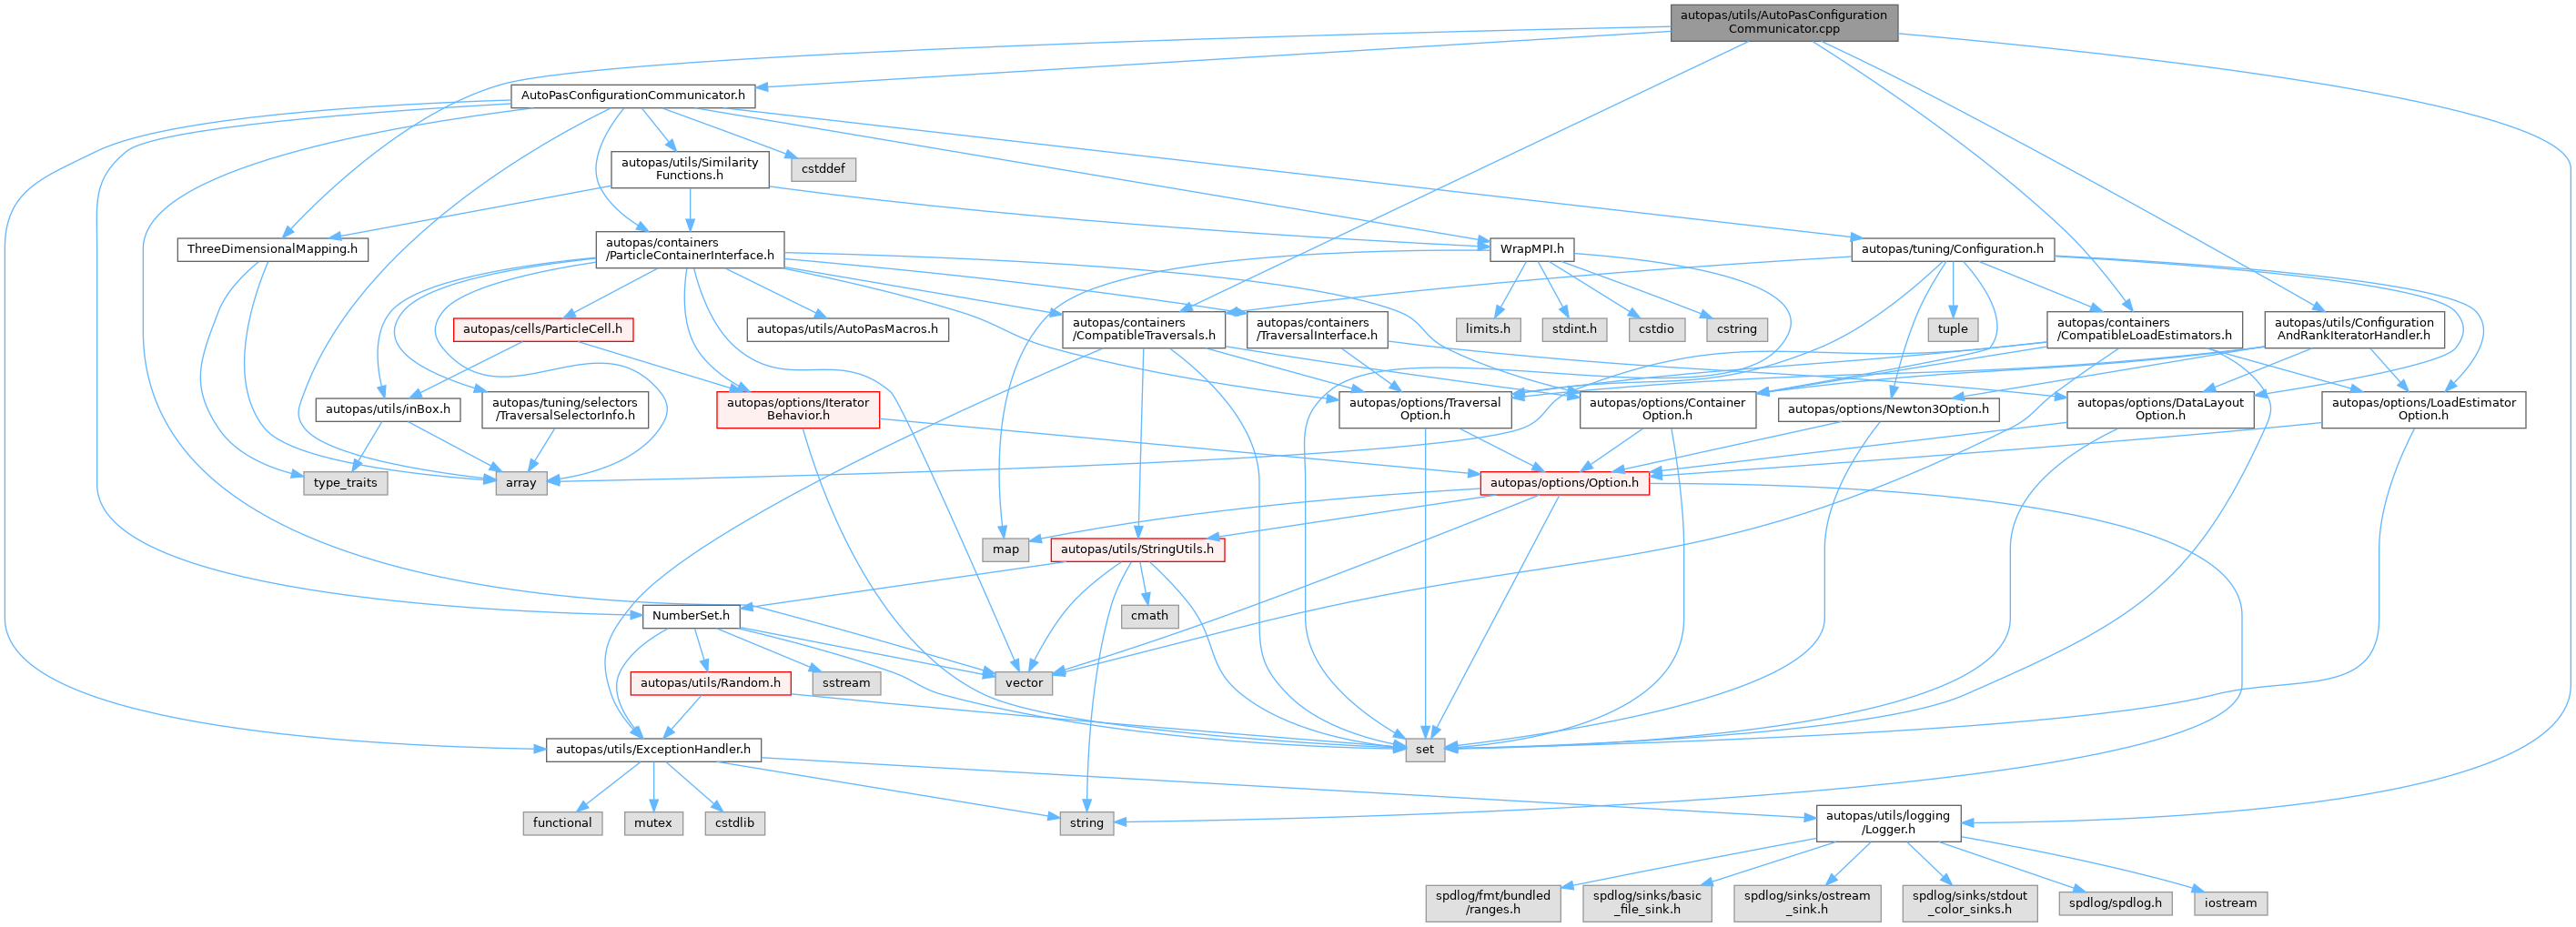 autopas/utils/AutoPasConfiguration
Communicator.cpp
AutoPasConfigurationCommunicator.h
autopas/utils/Similarity
Functions.h
cstddef
ThreeDimensionalMapping.h
autopas/containers
/ParticleContainerInterface.h
WrapMPI.h
autopas/tuning/Configuration.h
autopas/cells/ParticleCell.h
autopas/utils/AutoPasMacros.h
autopas/containers
/CompatibleTraversals.h
autopas/containers
/TraversalInterface.h
limits.h
stdint.h
cstdio
cstring
tuple
autopas/containers
/CompatibleLoadEstimators.h
autopas/utils/Configuration
AndRankIteratorHandler.h
autopas/utils/inBox.h
autopas/tuning/selectors
/TraversalSelectorInfo.h
autopas/options/Iterator
Behavior.h
autopas/options/Traversal
Option.h
autopas/options/Container
Option.h
autopas/options/Newton3Option.h
autopas/options/DataLayout
Option.h
autopas/options/LoadEstimator
Option.h
type_traits
array
autopas/options/Option.h
map
autopas/utils/StringUtils.h
NumberSet.h
cmath
autopas/utils/Random.h
sstream
vector
autopas/utils/ExceptionHandler.h
set
functional
mutex
cstdlib
string
autopas/utils/logging
/Logger.h
spdlog/fmt/bundled
/ranges.h
spdlog/sinks/basic
_file_sink.h
spdlog/sinks/ostream
_sink.h
spdlog/sinks/stdout
_color_sinks.h
spdlog/spdlog.h
iostream